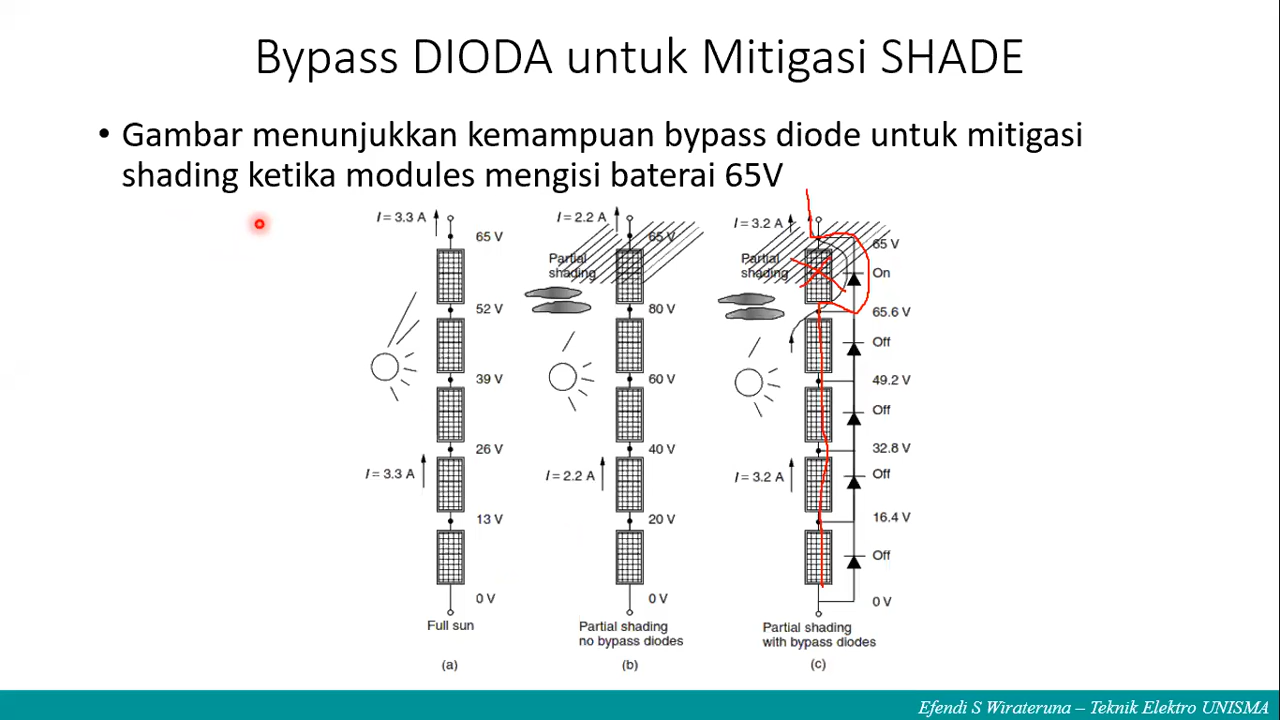 Bypass DIODA untuk Mitigasi SHADE
• Gambar menunjukkan kemampuan bypass diode untuk mitigasi
shading ketika modules mengisi baterai 65V
I = 3.3 A
65 V
52 V
39 V
26 V
I = 3.3 A
13 V
0 V
Full sun
(a)
I = 2.2 A
65 V
Partial
shading
80 V
60 V
40 V
I = 2.2 A
20 V
0 V
Partial shading
no bypass diodes
(b)
I = 3.2 A
65 V
Partial
shading
On
65.6 V
Off
49.2 V
Off
32.8 V
Off
I = 3.2 A
16.4 V
Off
0 V
Partial shading
with bypass diodes
(c)
Efendi S Wirateruna – Teknik Elektro UNISMA